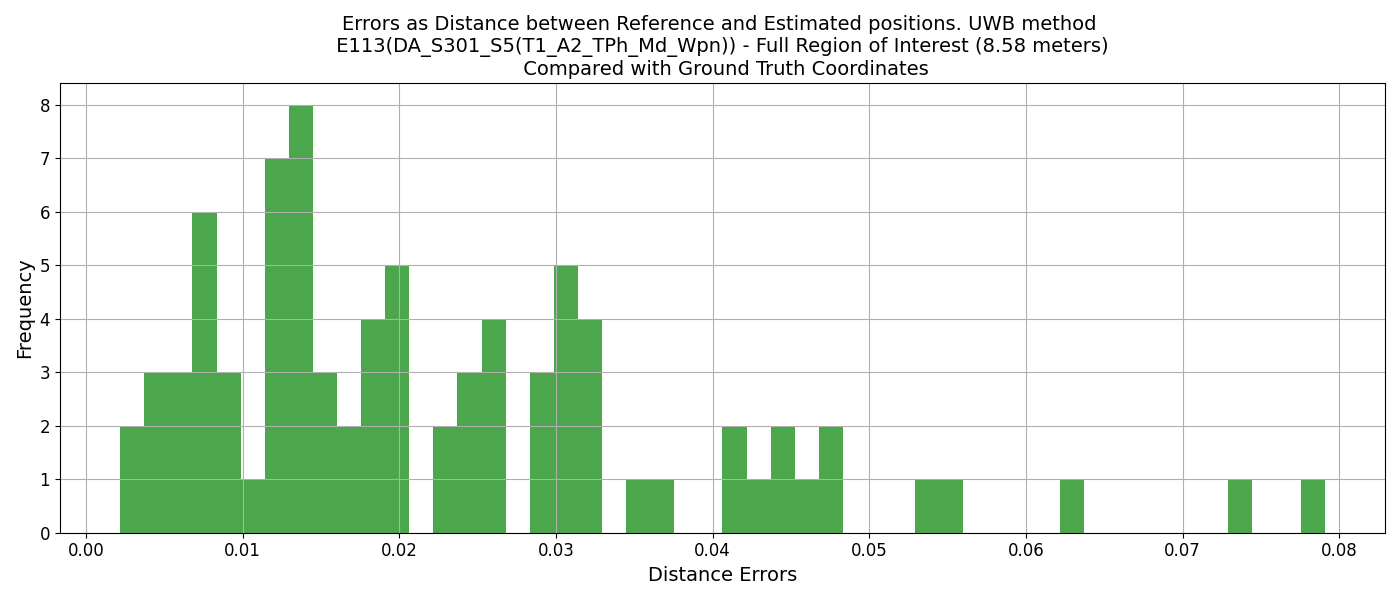 Errors as Distance between Reference and Estimated positions. UWB method
E113(DA_S301_S5(T1_A2_TPh_Md_Wpn)) - Full Region of Interest (8.58 meters)
Compared with Ground Truth Coordinates
Frequency
8
7
6
5
4
3
2
1
0
0.00 0.01 0.02 0.03 0.04 0.05 0.06 0.07 0.08
Distance Errors